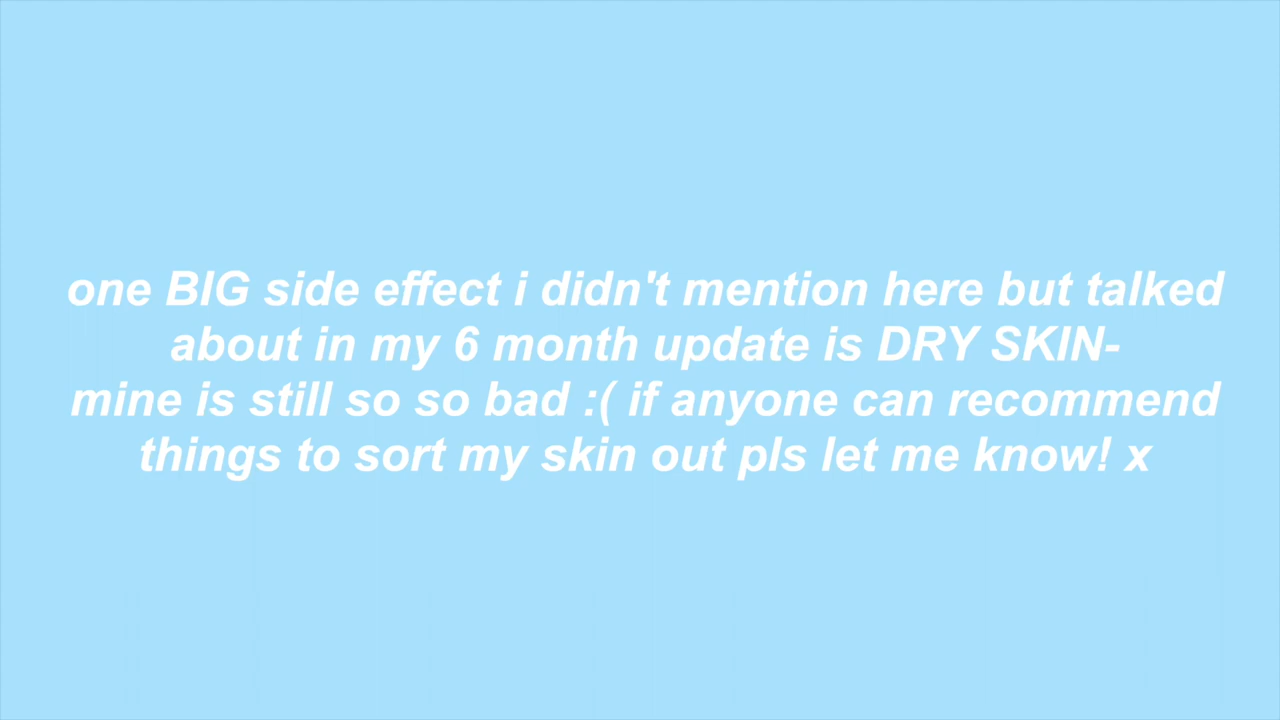 one BIG side effect i didn't mention here but talked
about in my 6 month update is DRY SKIN-
mine is still so so bad :( if anyone can recommend
things to sort my skin out pls let me know! x